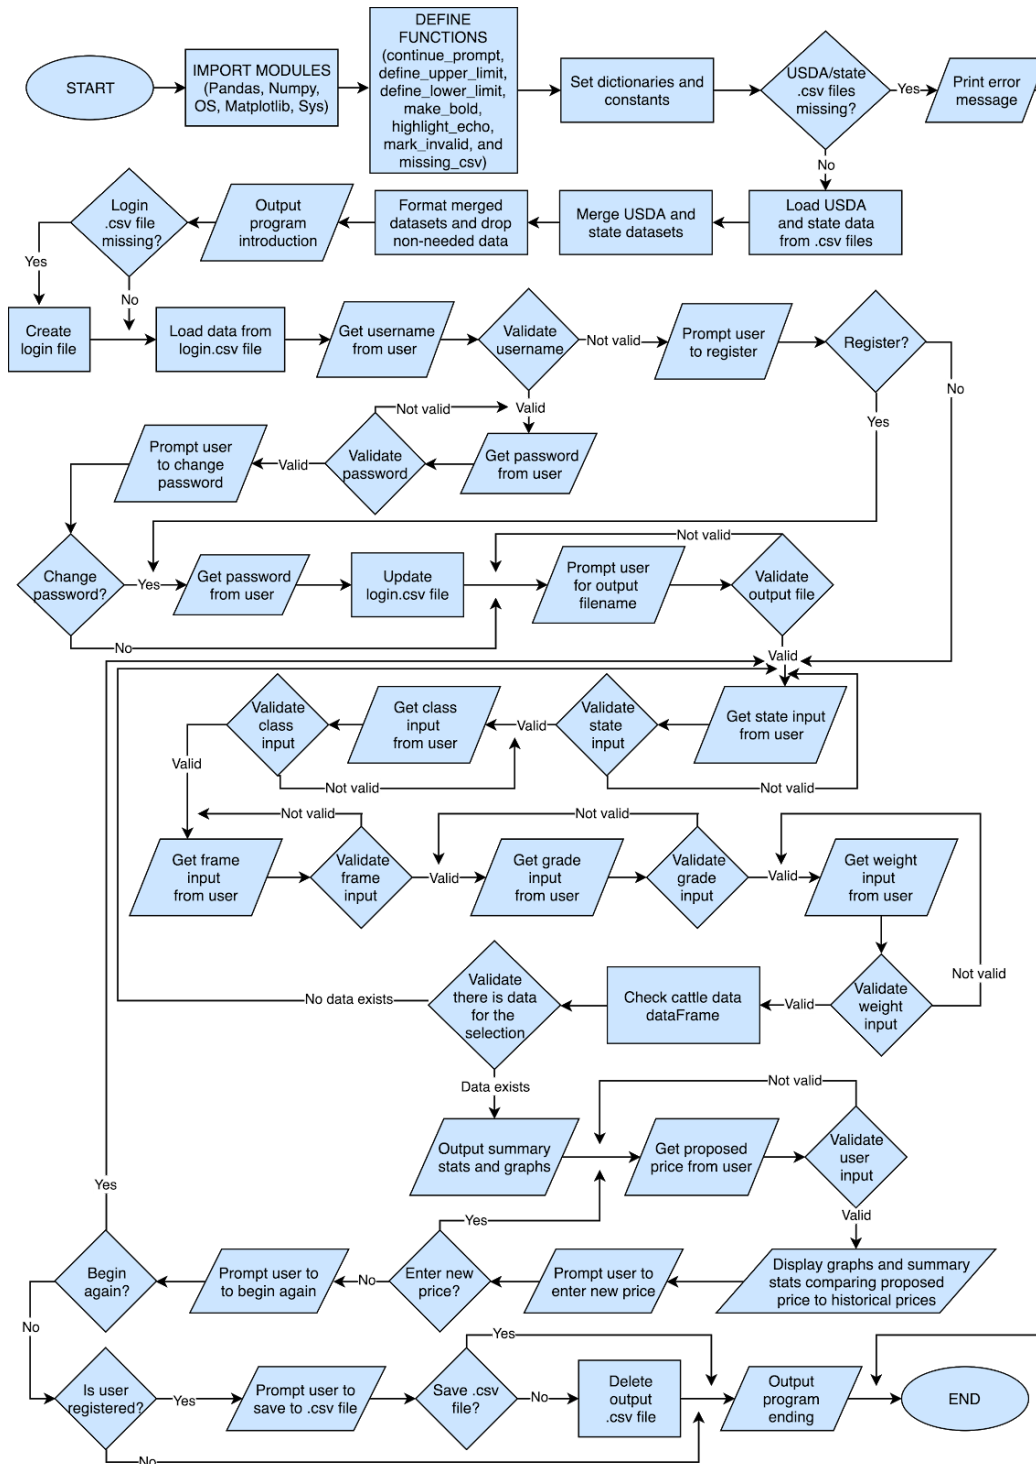 START
IMPORT MODULES
(Pandas, Numpy,
OS, Matplotlib, Sys)
DEFINE
FUNCTIONS
(continue_prompt,
define_upper_limit,
define_lower_limit,
make_bold,
highlight_echo,
mark_invalid, and
missing_csv)
Set dictionaries and
constants
USDA/state
.csv files
missing?
Yes
Print error
message
No
Load USDA
and state data
from .csv files
Merge USDA and
state datasets
Format merged
datasets and drop
non-needed data
Output
program
introduction
Login
.csv file
missing?
Yes
No
Create
login file
Load data from
login.csv file
Get username
from user
Validate
username
Not valid
Prompt user
to register
Register?
No
Yes
Valid
Not valid
Get password
from user
Validate
password
Valid
Prompt user
to change
password
Change
password?
Yes
No
Get password
from user
Update
login.csv file
Prompt user
for output
filename
Not valid
Validate
output file
Valid
Get state input
from user
Validate
state
input
Not valid
Valid
Get class
input
from user
Validate
class
input
Not valid
Valid
Get frame
input
from user
Not valid
Validate
frame
input
Valid
Get grade
input
from user
Not valid
Validate
grade
input
Valid
Get weight
input
from user
Not valid
Validate
weight
input
Valid
Check cattle data
dataFrame
Validate
there is data
for the
selection
No data exists
Data exists
Output summary
stats and graphs
Get proposed
price from user
Not valid
Validate
user
input
Valid
Display graphs and summary
stats comparing proposed
price to historical prices
Prompt user to
enter new price
Enter new
price?
Yes
No
Prompt user to
to begin again
Begin
again?
Yes
No
Is user
registered?
Yes
No
Prompt user to
save to .csv file
Save .csv
file?
Yes
No
Delete
output
.csv file
Output
program
ending
END